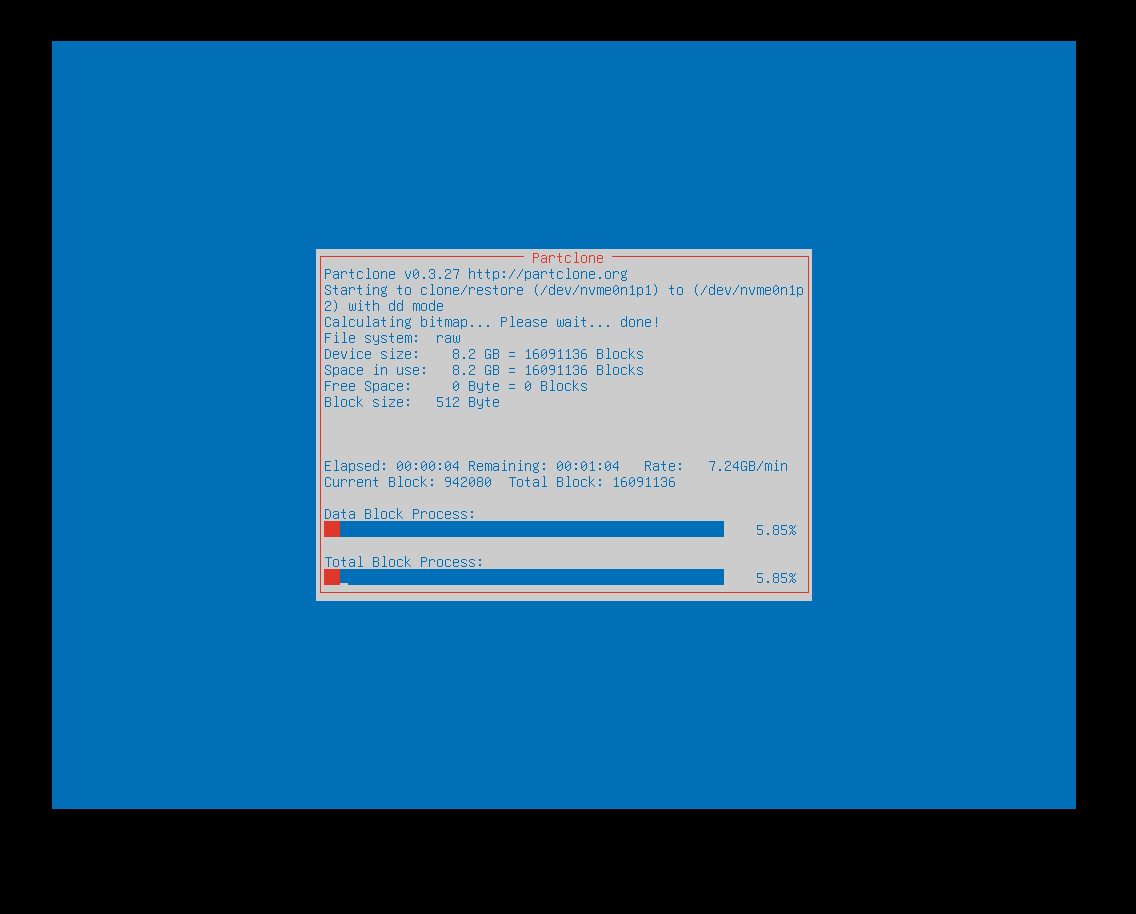 Partclone
Partclone v0.3.27 http://partclone.org
Starting to clone/restore (/dev/nvme0n1p1) to (/dev/nvme0n1p
2) with dd mode
Calculating bitmap... Please wait... done!
File system:  raw
Device size:    8.2 GB = 16091136 Blocks
Space in use:   8.2 GB = 16091136 Blocks
Free Space:     0 Byte = 0 Blocks
Block size:   512 Byte
Elapsed: 00:00:04 Remaining: 00:01:04   Rate:   7.24GB/min
Current Block: 942080  Total Block: 16091136
Data Block Process:
5.85%
Total Block Process:
5.85%